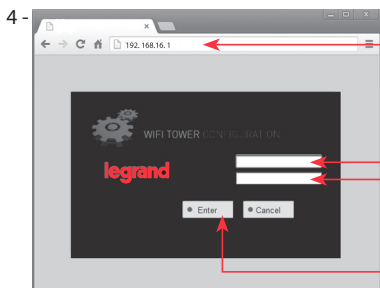 4 -
192.168.16.1
WIFI TOWER CONFIGURATION
legrand
Enter
Cancel